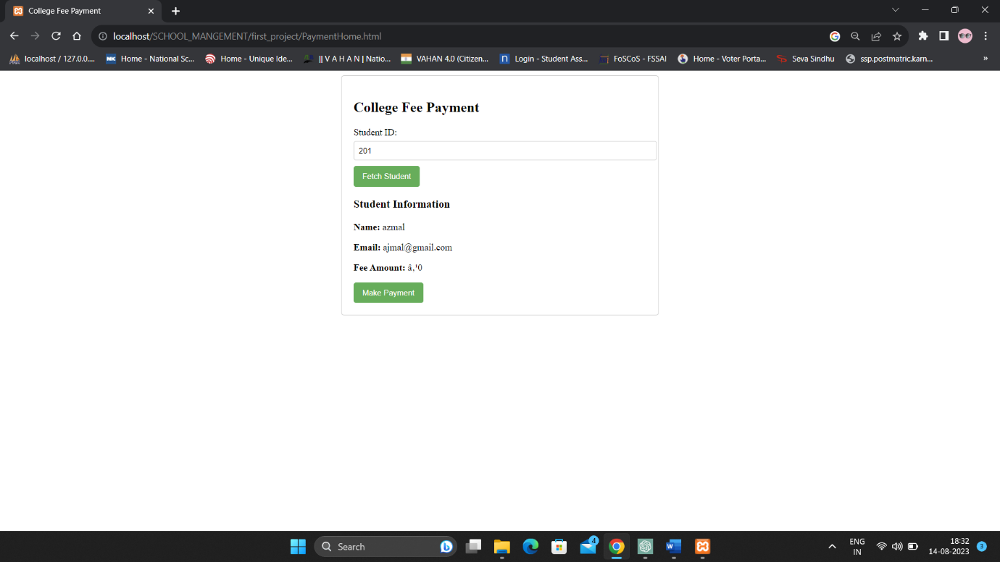 College Fee Payment
localhost/SCHOOL_MANGEMENT/first_project/PaymentHome.html
localhost / 127.0.0....
Home - National Sc...
Home - Unique Ide...
|| V A H A N | Natio...
VAHAN 4.0 (Citizen...
Login - Student Ass...
FoSCoS - FSSAI
Home - Voter Porta...
Seva Sindhu
ssp.postmatric.karn...
»
College Fee Payment
Student ID:
201
Fetch Student
Student Information
Name: azmal
Email: ajmal@gmail.com
Fee Amount: â‚¹0
Make Payment
Search
4
ENG
IN
18:32
14-08-2023
3